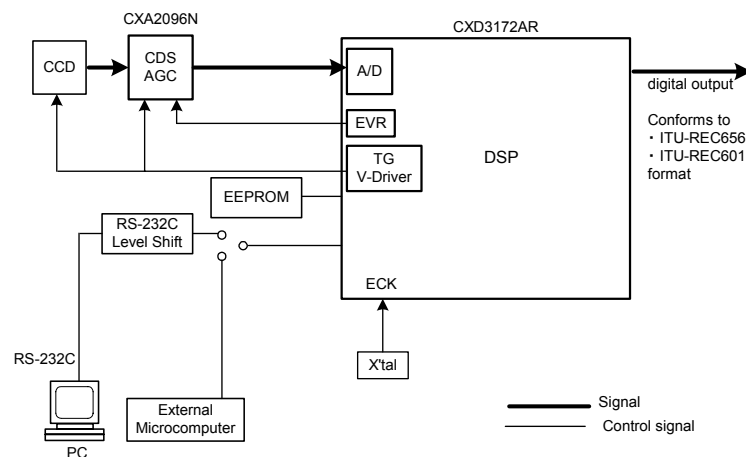 CXA2096N
CXD3172AR
CCD
CDS
AGC
A/D
digital output
EVR
Conforms to
・ITU-REC656
・ITU-REC601
format
TG
V-Driver
DSP
EEPROM
RS-232C
Level Shift
ECK
RS-232C
X'tal
PC
External
Microcomputer
Signal
Control signal